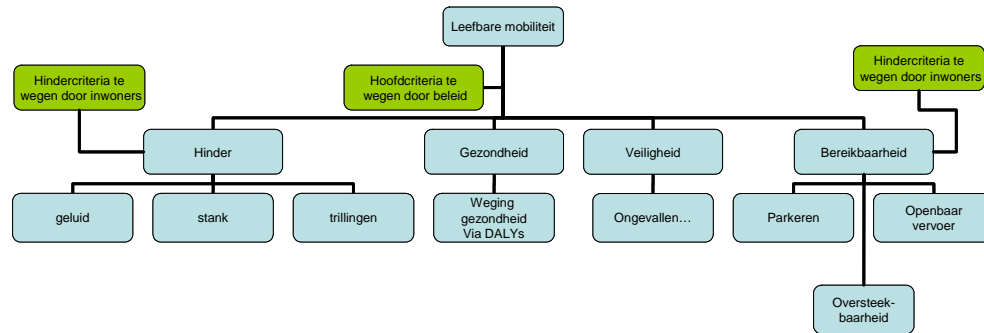 Leefbare mobiliteit
Hindercriteria te
wegen door inwoners
Hoofdcriteria te
wegen door beleid
Hindercriteria te
wegen door inwoners
Hinder
Gezondheid
Veiligheid
Bereikbaarheid
geluid
stank
trillingen
Weging
gezondheid
Via DALYs
Ongevallen…
Parkeren
Openbaar
vervoer
Oversteek-
baarheid